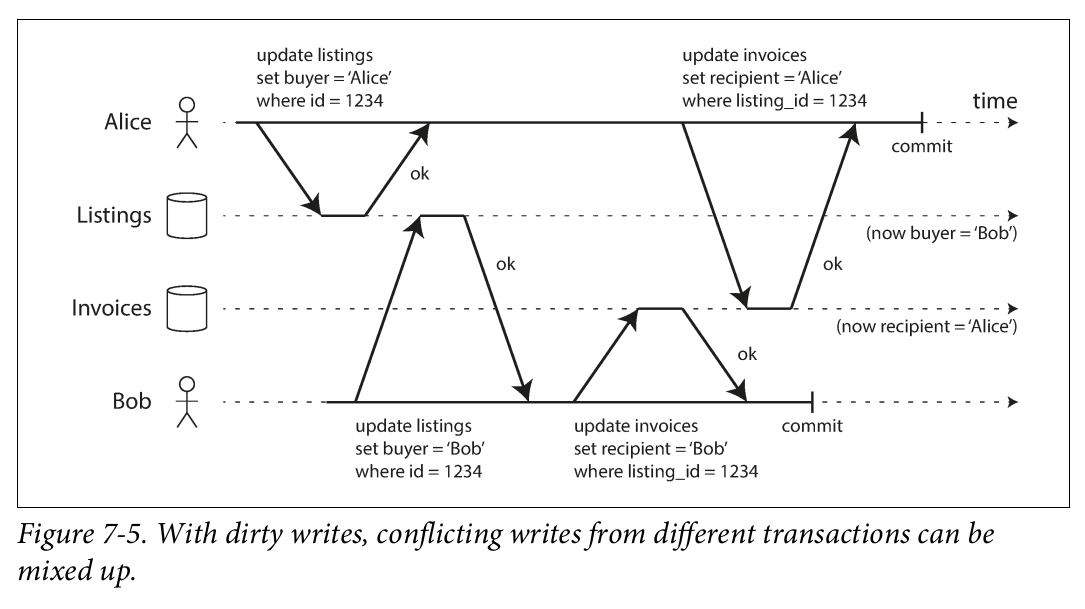 update listings
set buyer = ‘Alice’
where id = 1234
update invoices
set recipient = ‘Alice’
where listing_id = 1234
time
Alice
commit
ok
Listings
(now buyer = ‘Bob’)
ok
ok
Invoices
(now recipient = ‘Alice’)
ok
Bob
update listings
set buyer = ‘Bob’
where id = 1234
update invoices
set recipient = ‘Bob’
where listing_id = 1234
commit
Figure 7-5. With dirty writes, conflicting writes from different transactions can be
mixed up.